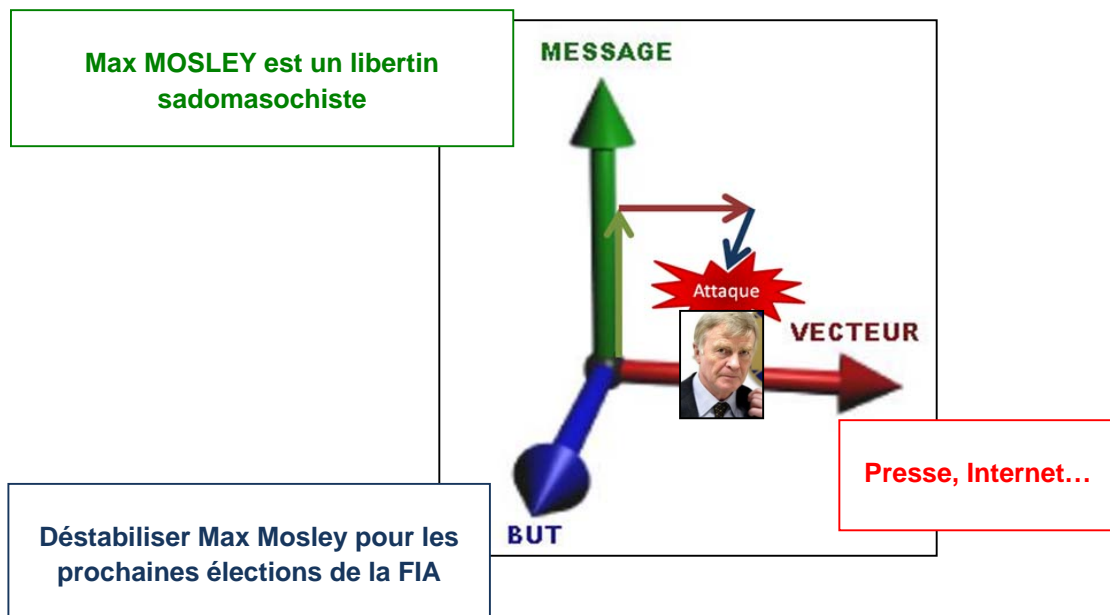 Max MOSLEY est un libertin
sadomasochiste
MESSAGE
Attaque
VECTEUR
Presse, Internet…
BUT
Déstabiliser Max Mosley pour les
prochaines élections de la FIA